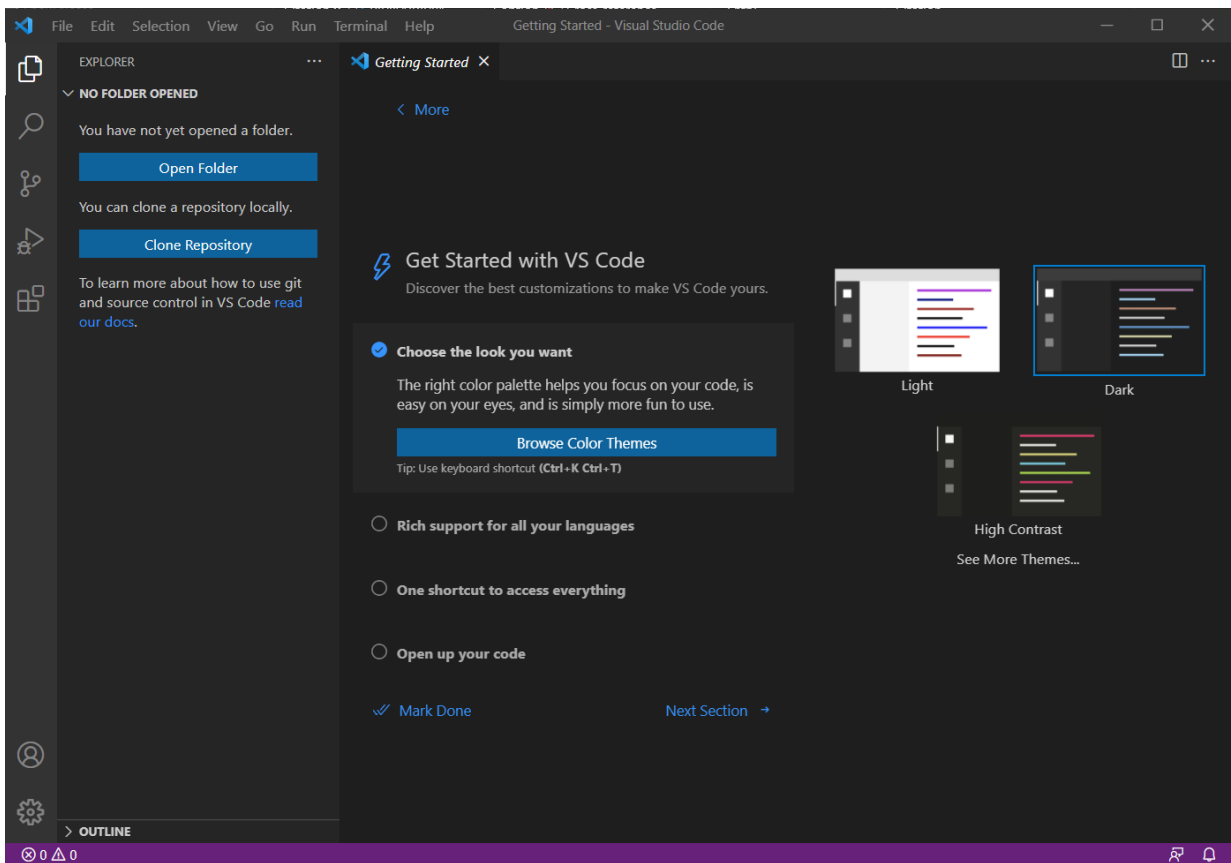 File Edit Selection View Go Run Terminal Help
Getting Started - Visual Studio Code
EXPLORER
NO FOLDER OPENED
You have not yet opened a folder.
Open Folder
You can clone a repository locally.
Clone Repository
To learn more about how to use git
and source control in VS Code read
our docs.
OUTLINE
Getting Started
More
Get Started with VS Code
Discover the best customizations to make VS Code yours.
Choose the look you want
The right color palette helps you focus on your code, is
easy on your eyes, and is simply more fun to use.
Browse Color Themes
Tip: Use keyboard shortcut (Ctrl+K Ctrl+T)
Rich support for all your languages
One shortcut to access everything
Open up your code
Mark Done
Next Section
Light
Dark
High Contrast
See More Themes...
0 0